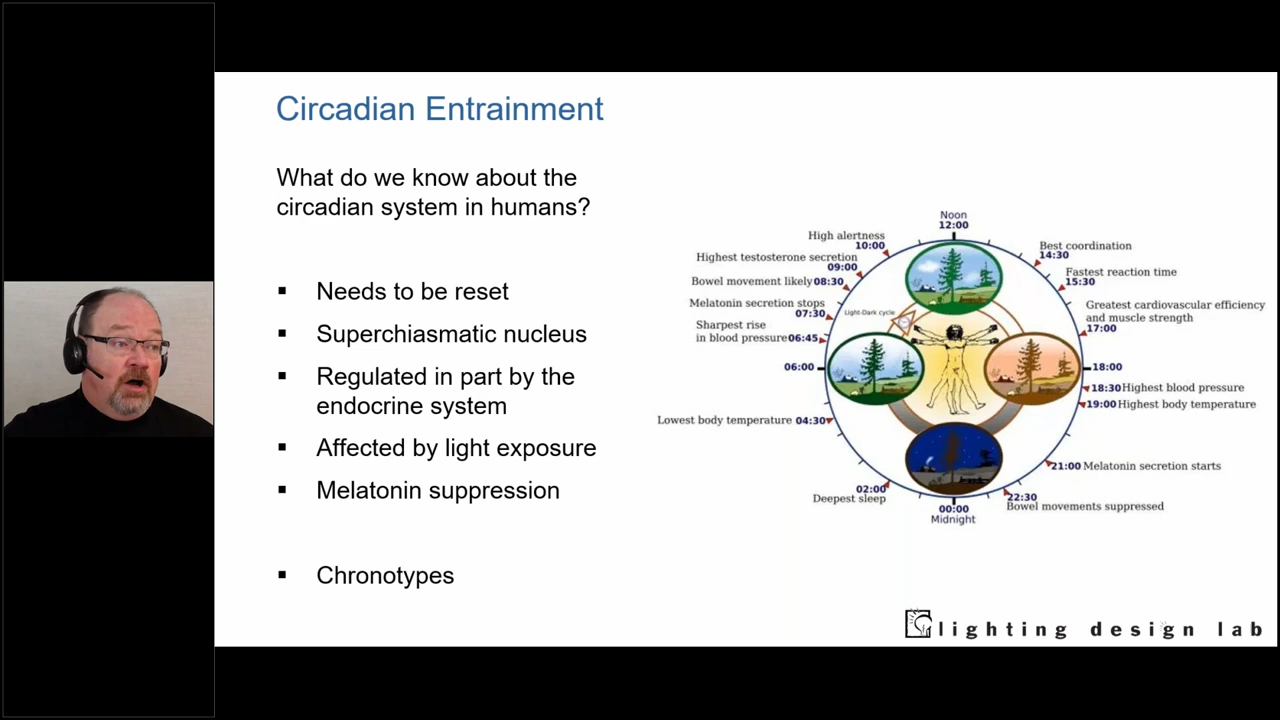 Circadian Entrainment
What do we know about the
circadian system in humans?
▪ Needs to be reset
▪ Superchiasmatic nucleus
▪ Regulated in part by the
endocrine system
▪ Affected by light exposure
▪ Melatonin suppression
▪ Chronotypes
Noon
12:00
High alertness
10:00
Highest testosterone secretion
09:00
Bowel movement likely 08:30
Melatonin secretion stops
07:30
Sharpest rise
in blood pressure 06:45
06:00
Lowest body temperature 04:30
02:00
Deepest sleep
00:00
Midnight
Light-Dark cycle
Best coordination
14:30
Fastest reaction time
15:30
Greatest cardiovascular efficiency
and muscle strength
17:00
18:00
18:30 Highest blood pressure
19:00 Highest body temperature
21:00 Melatonin secretion starts
22:30
Bowel movements suppressed
lighting design lab